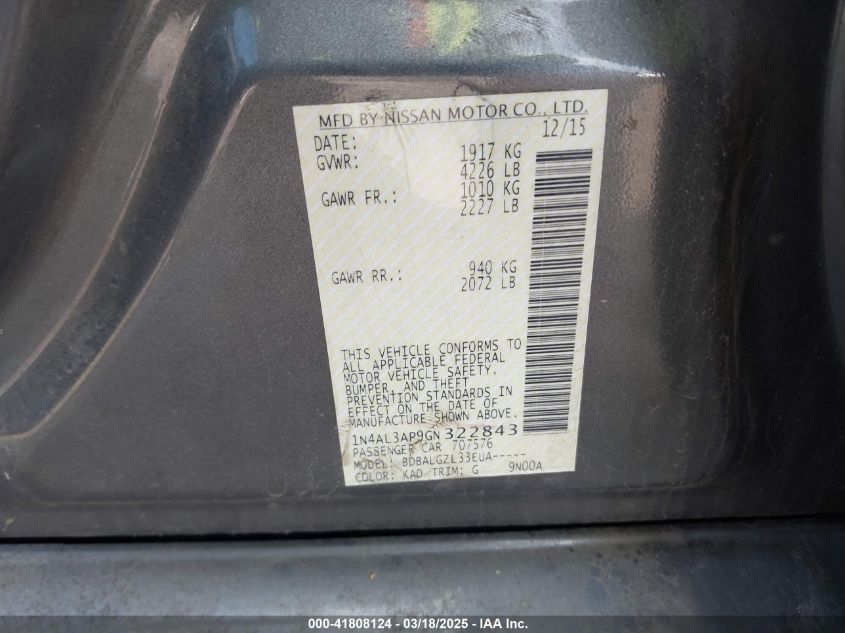 MFD BY NISSAN MOTOR CO., LTD.
DATE: 12/15
GVWR: 1917 KG
4226 LB
GAWR FR.: 1010 KG
2227 LB
GAWR RR.: 940 KG
2072 LB
THIS VEHICLE CONFORMS TO
ALL APPLICABLE FEDERAL
MOTOR VEHICLE SAFETY,
BUMPER, AND THEFT
PREVENTION STANDARDS IN
EFFECT ON THE DATE OF
MANUFACTURE SHOWN ABOVE.
1N4AL3AP9GN322843
PASSENGER CAR 707576
MODEL: BDBALGZL33EUA-----
COLOR: KAD TRIM: G 9N00A
000-41808124 - 03/18/2025 - IAA Inc.